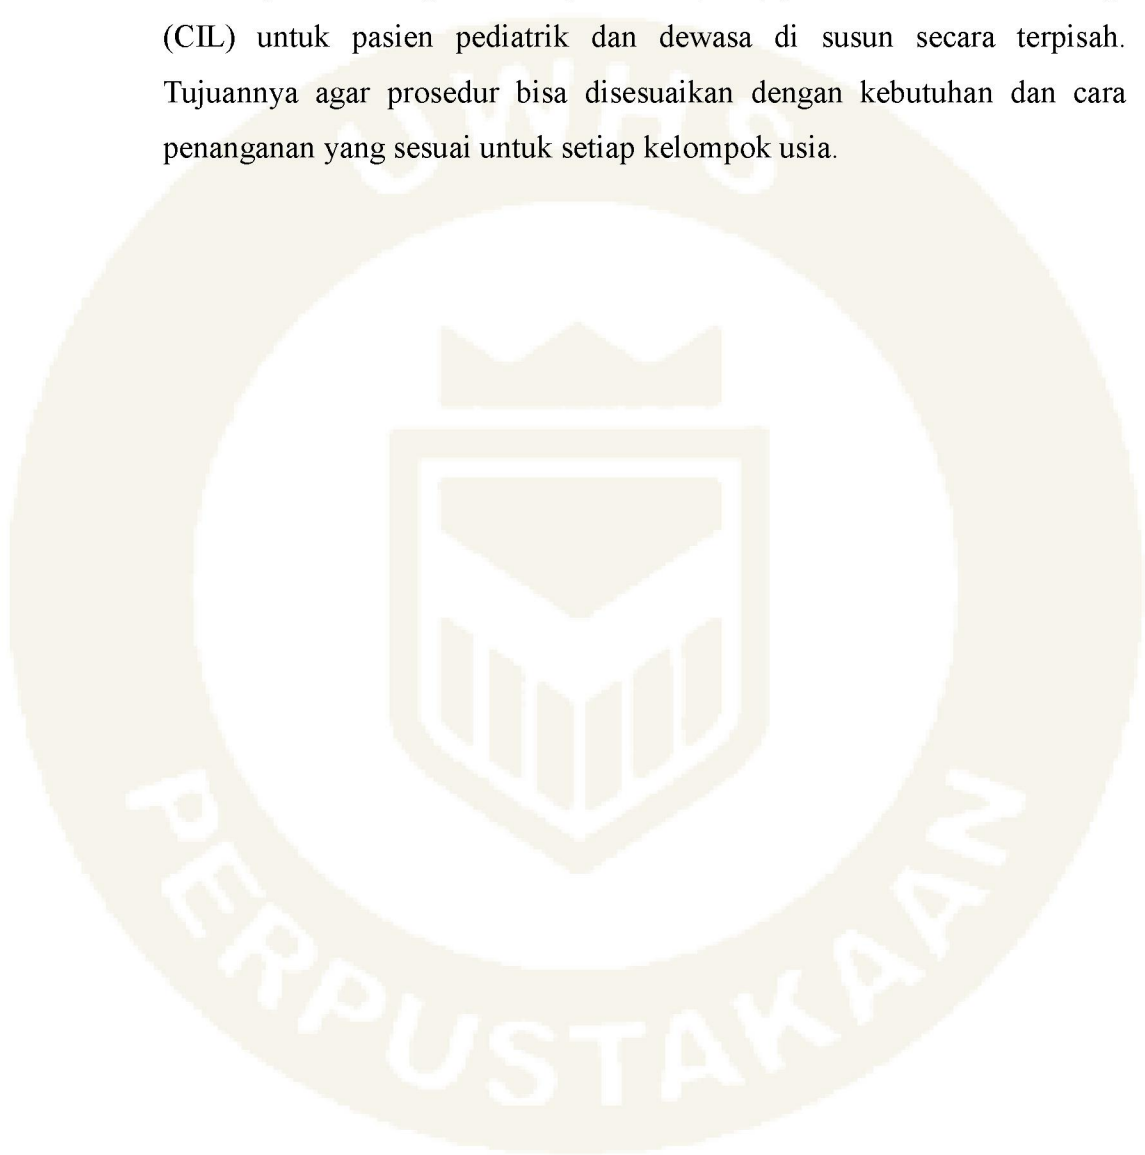 (CIL) untuk pasien pediatrik dan dewasa di susun secara terpisah.
Tujuannya agar prosedur bisa disesuaikan dengan kebutuhan dan cara
penanganan yang sesuai untuk setiap kelompok usia.
UWHS
PERPUSTAKAAN